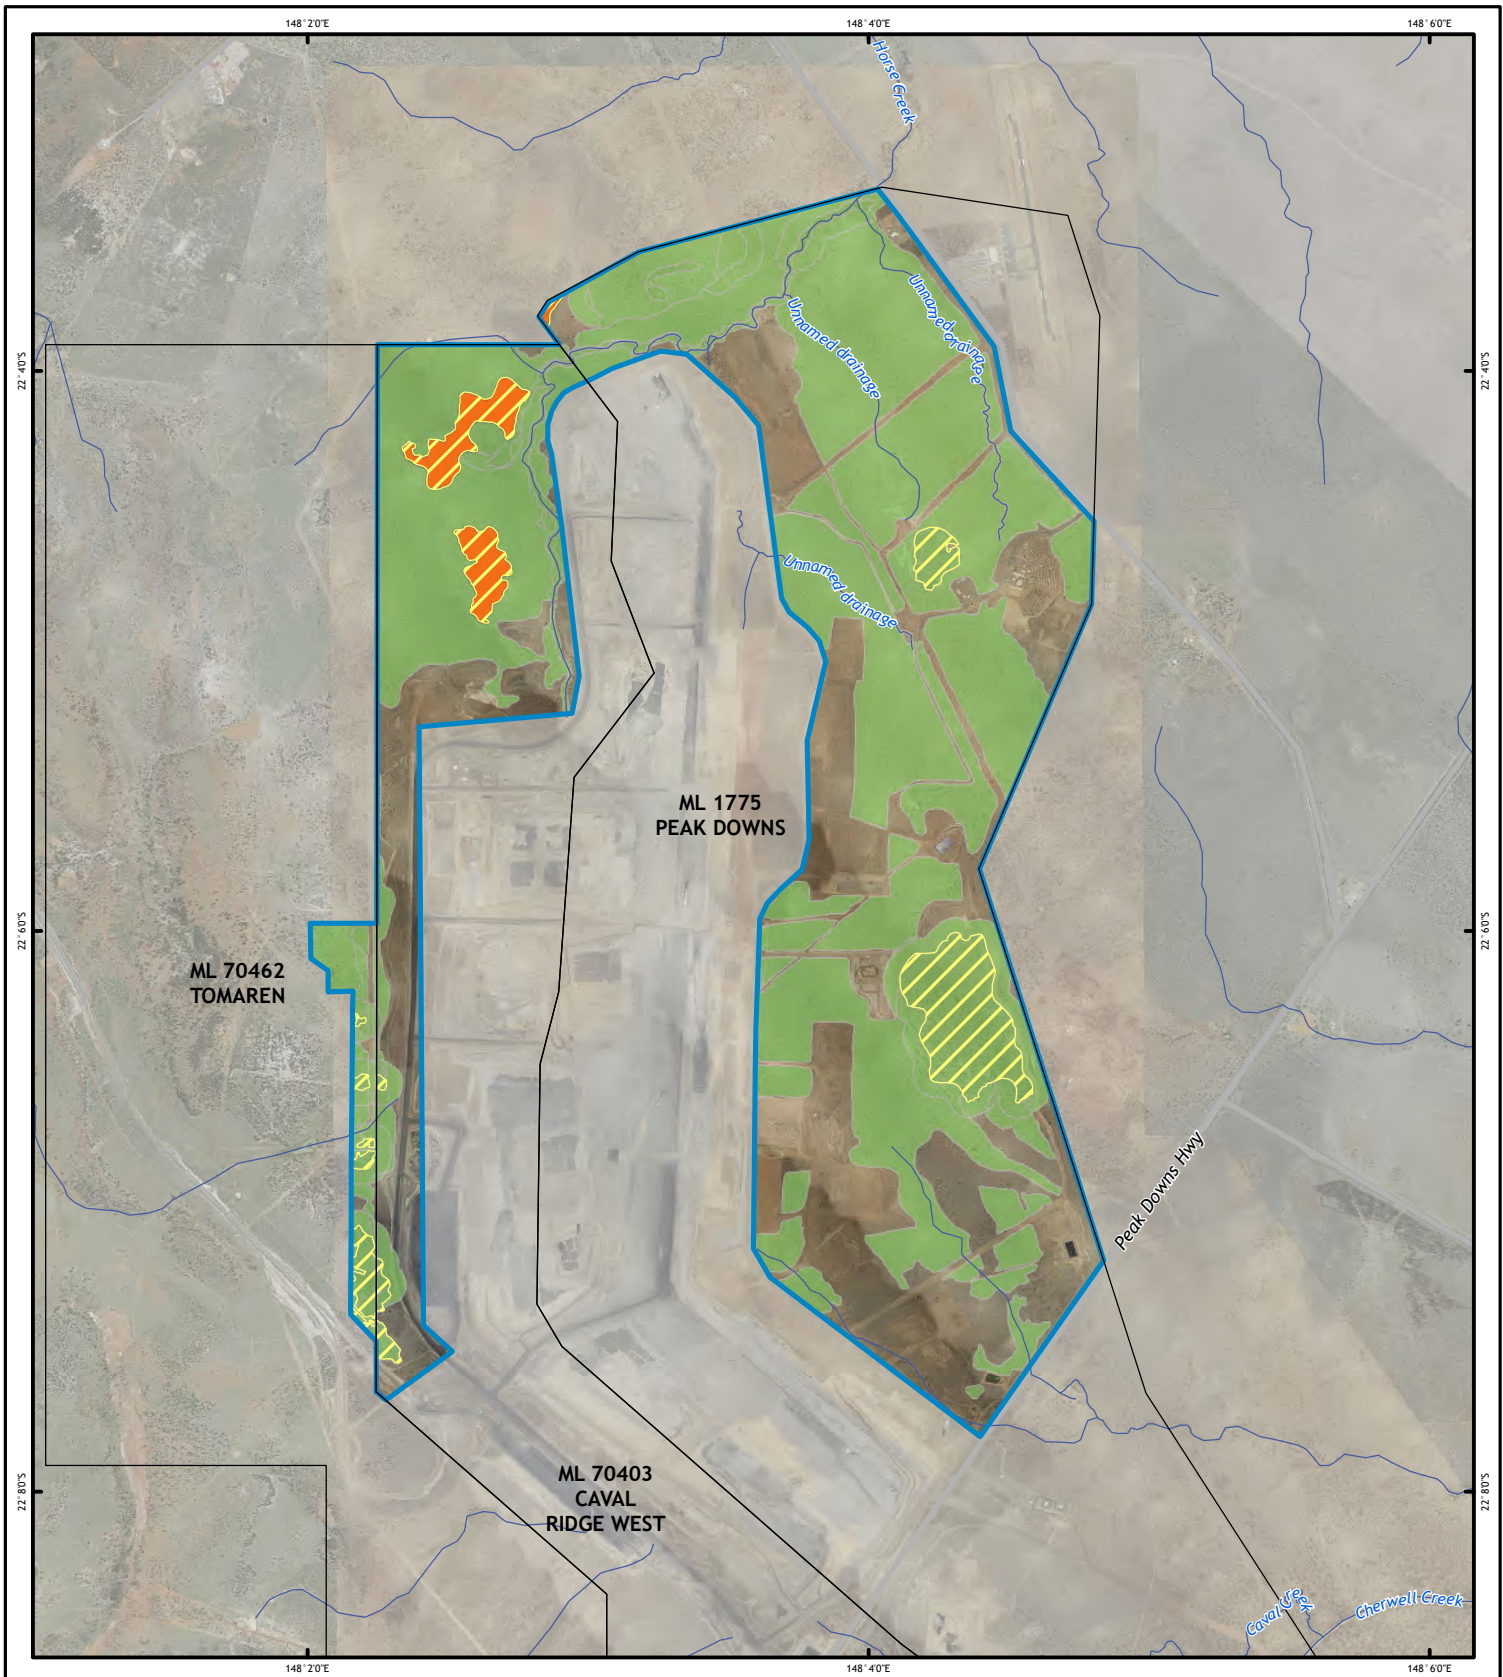 148°2'0"E
148°4'0"E
148°6'0"E
Horse Creek
Unnamed drainage
Unnamed drainage
22°4'0"S
22°4'0"S
Unnamed drainage
ML 1775
PEAK DOWNS
22°6'0"S
22°6'0"S
ML 70462
TOMAREN
Peak Downs Hwy
ML 70403
CAVAL
RIDGE WEST
22°8'0"S
22°8'0"S
Caval Creek
Cherwell Creek
148°2'0"E
148°4'0"E
148°6'0"E